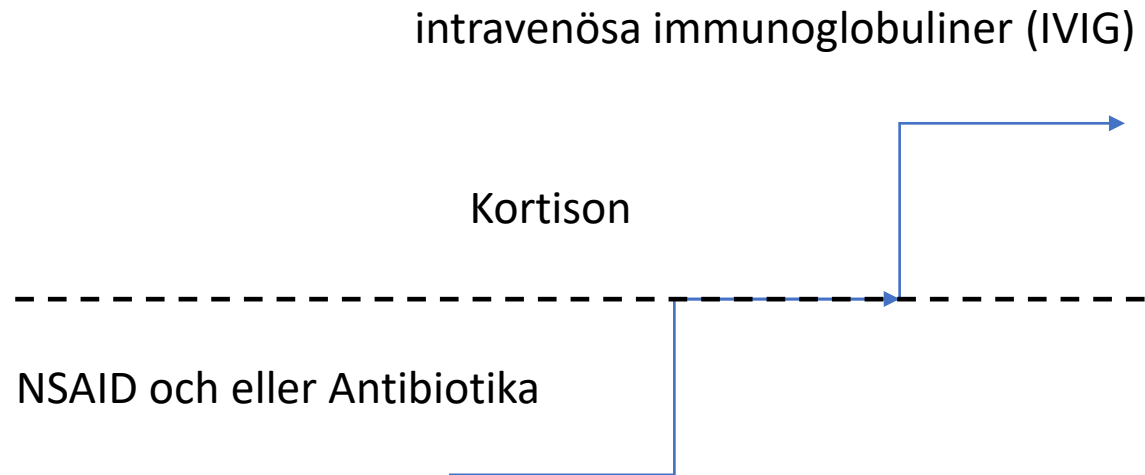 intravenösa immunoglobuliner (IVIG)
Kortison
NSAID och eller Antibiotika